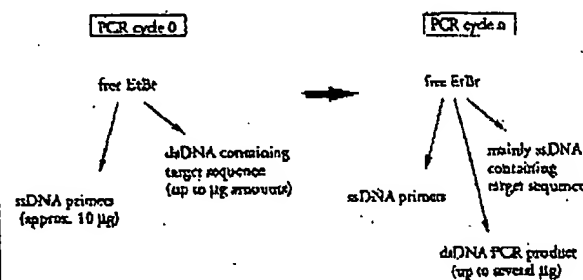 PCR cycle 0
free EtBr
dsDNA containing
target sequence
(up to µg amounts)
ssDNA primers
(approx. 10 µg)
PCR cycle n
free EtBr
mainly ssDNA
containing
target sequence
ssDNA primers
dsDNA PCR product
(up to several µg)